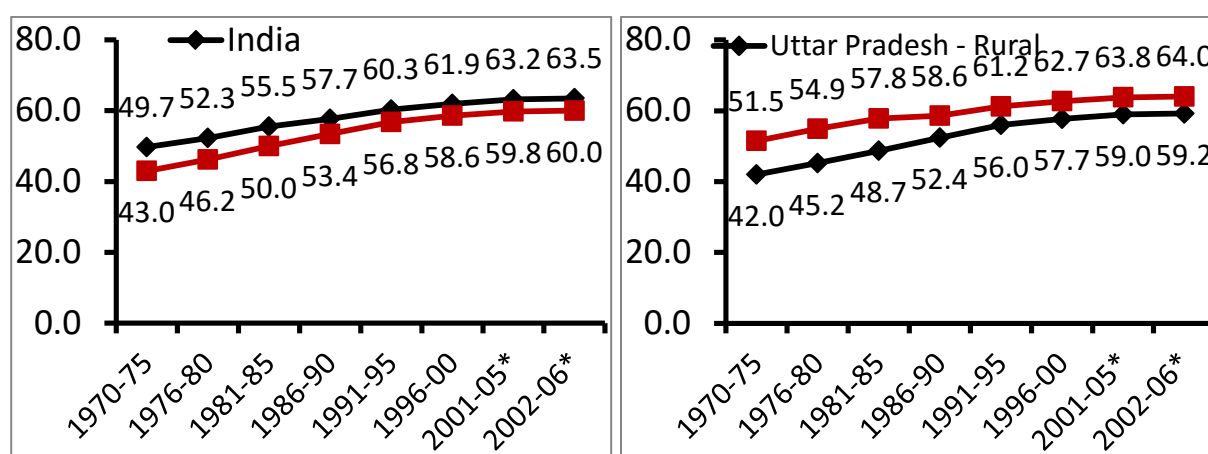 India
80.0
60.0
40.0
20.0
0.0
49.7 52.3 55.5 57.7 60.3 61.9 63.2 63.5
43.0 46.2 50.0 53.4 56.8 58.6 59.8 60.0
1970-75 1976-80 1981-85 1986-90 1991-95 1996-00 2001-05* 2002-06*
Uttar Pradesh - Rural
80.0
60.0
40.0
20.0
0.0
51.5 54.9 57.8 58.6 61.2 62.7 63.8 64.0
42.0 45.2 48.7 52.4 56.0 57.7 59.0 59.2
1970-75 1976-80 1981-85 1986-90 1991-95 1996-00 2001-05* 2002-06*